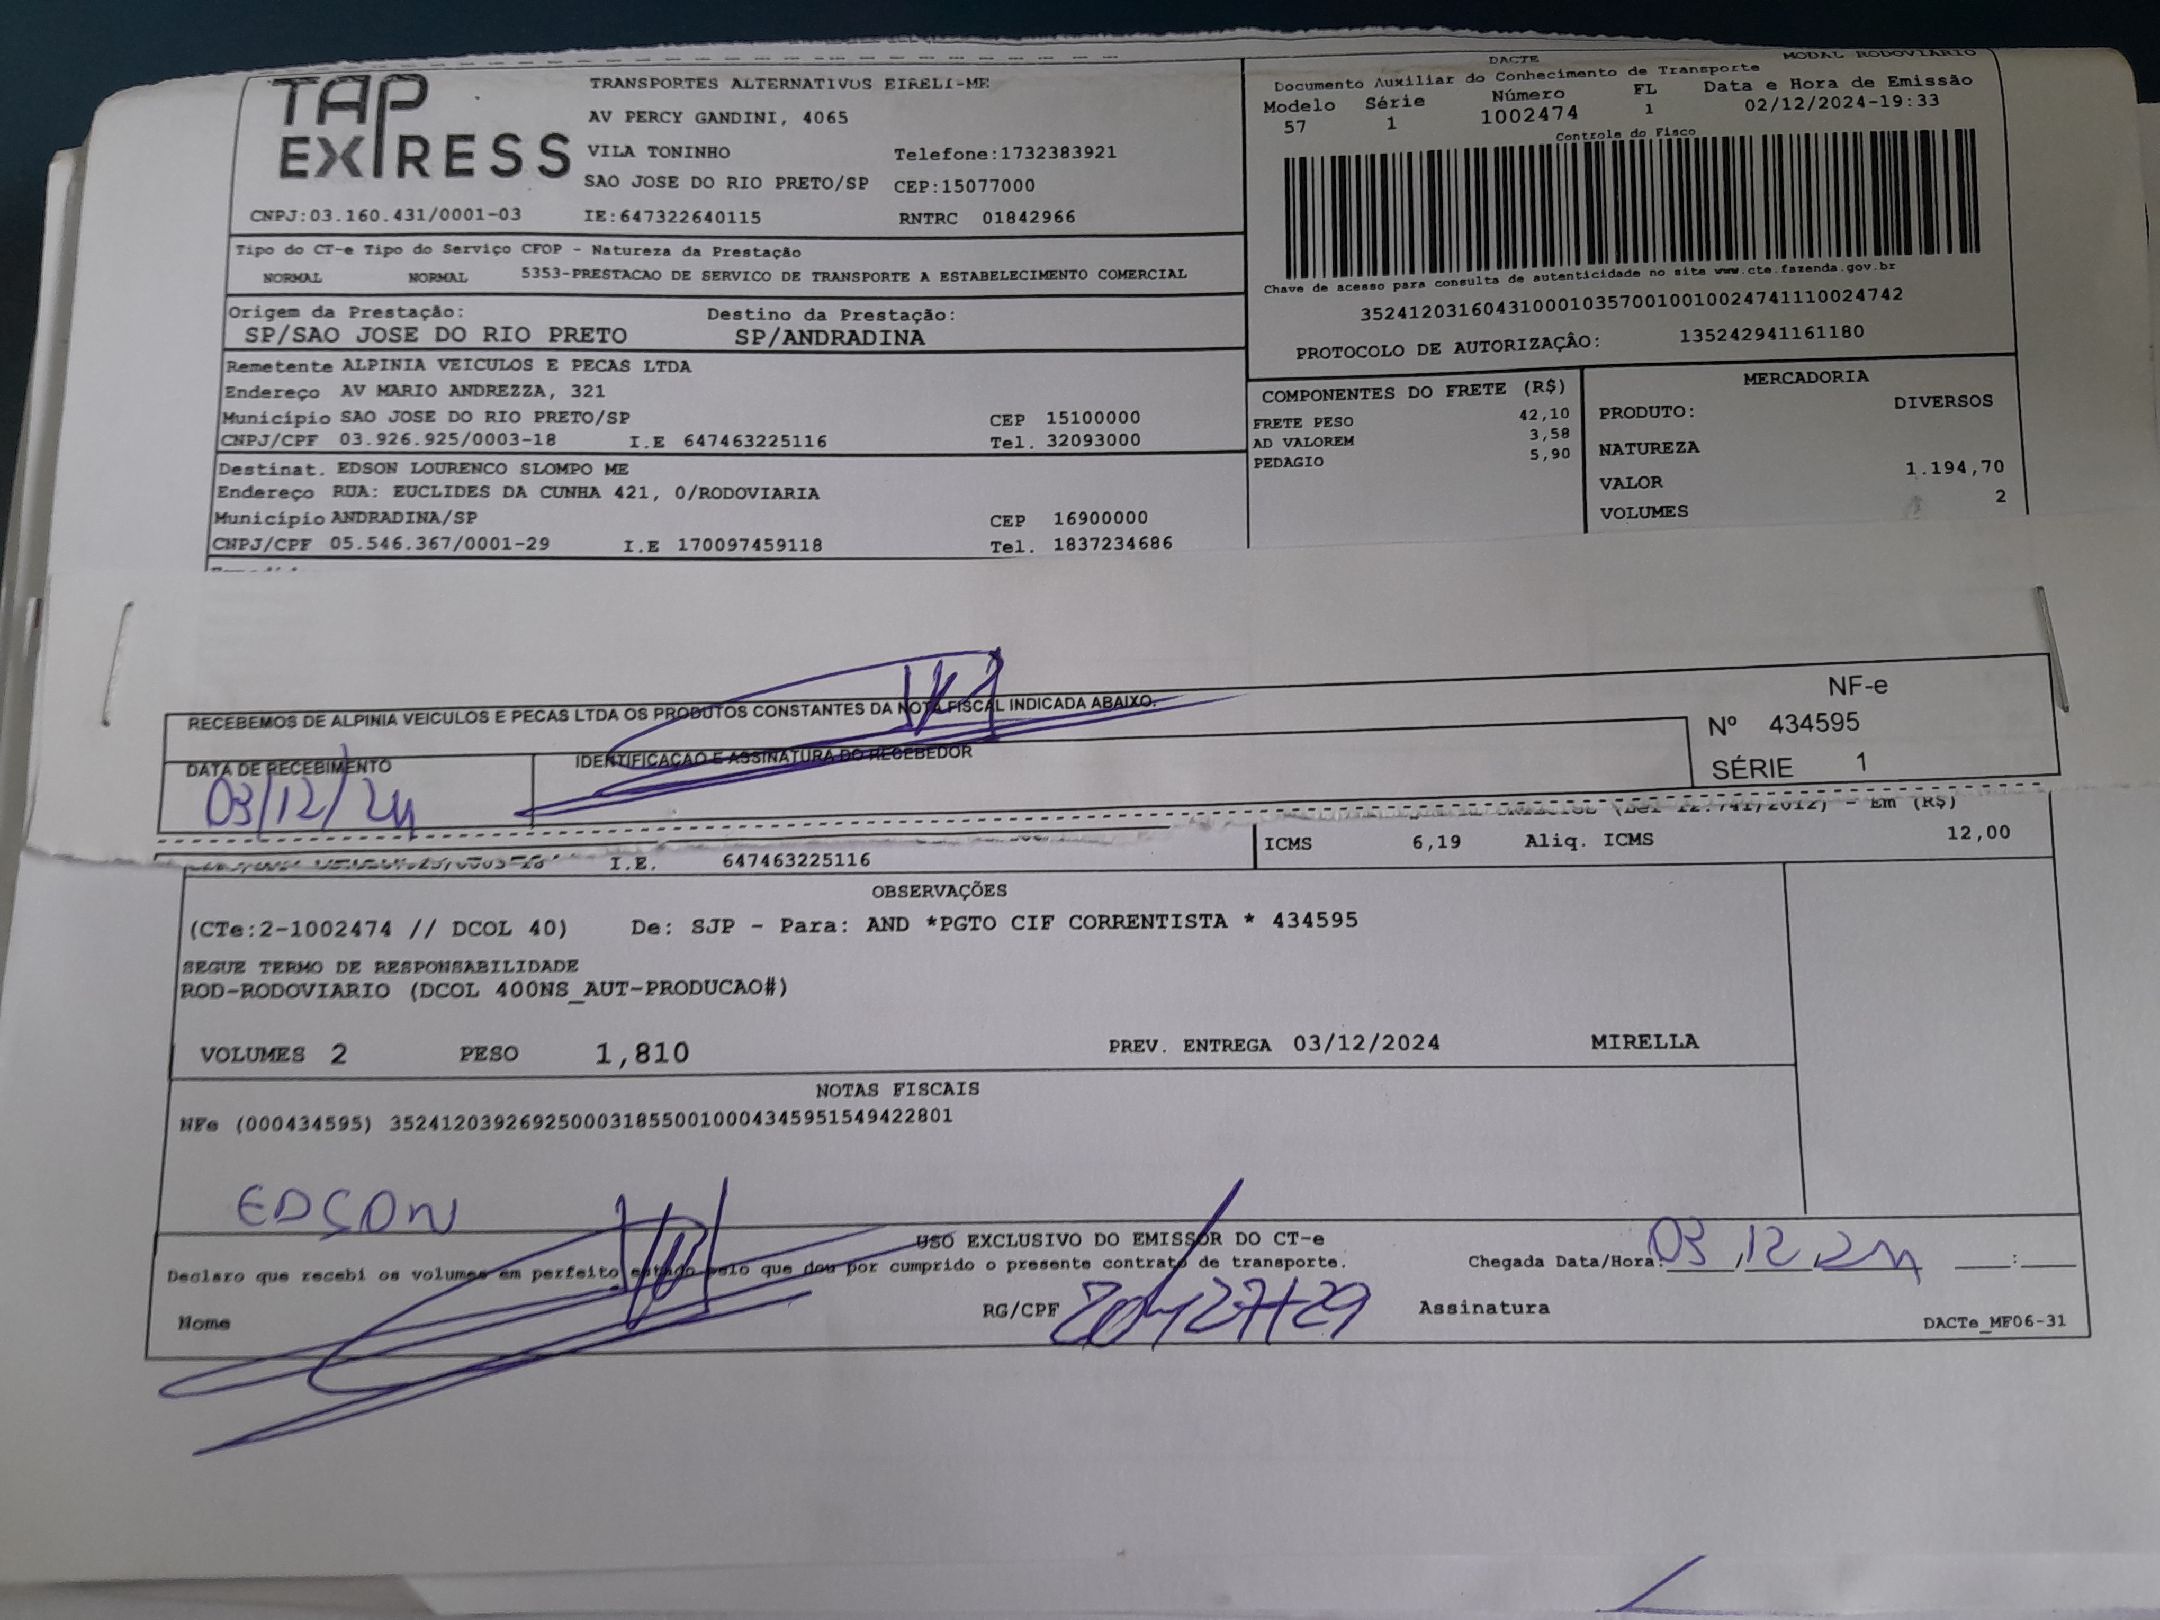 TAP EXPRESS
TRANSPORTES ALTERNATIVOS EIRELI-ME
AV PERCY GANDINI, 4065
VILA TONINHO Telefone:1732383921
SAO JOSE DO RIO PRETO/SP CEP:15077000
CNPJ:03.160.431/0001-03 IE:647322640115 RNTRC 01842966
DACTE MODAL RODOVIARIO
Documento Auxiliar do Conhecimento de Transporte
Modelo Série Número FL Data e Hora de Emissão
57 1 1002474 1 02/12/2024-19:33
Controle do Fisco
Chave de acesso para consulta de autenticidade no site www.cte.fazenda.gov.br
35241203160431000103570010010024741110024742
PROTOCOLO DE AUTORIZAÇÂO: 135242941161180
Tipo do CT-e Tipo do Serviço CFOP - Natureza da Prestação
NORMAL NORMAL 5353-PRESTACAO DE SERVICO DE TRANSPORTE A ESTABELECIMENTO COMERCIAL
Origem da Prestação: Destino da Prestação:
SP/SAO JOSE DO RIO PRETO SP/ANDRADINA
Remetente ALPINIA VEICULOS E PECAS LTDA
Endereço AV MARIO ANDREZZA, 321
Município SAO JOSE DO RIO PRETO/SP CEP 15100000
CNPJ/CPF 03.926.925/0003-18 I.E 647463225116 Tel. 32093000
Destinat. EDSON LOURENCO SLOMPO ME
Endereço RUA: EUCLIDES DA CUNHA 421, 0/RODOVIARIA
Município ANDRADINA/SP CEP 16900000
CNPJ/CPF 05.546.367/0001-29 I.E 170097459118 Tel. 1837234686
COMPONENTES DO FRETE (R$)
FRETE PESO 42,10
AD VALOREM 3,58
PEDAGIO 5,90
MERCADORIA
PRODUTO: DIVERSOS
NATUREZA
VALOR 1.194,70
VOLUMES 2
RECEBEMOS DE ALPINIA VEICULOS E PECAS LTDA OS PRODUTOS CONSTANTES DA NOTA FISCAL INDICADA ABAIXO.
DATA DE RECEBIMENTO IDENTIFICAÇAO E ASSINATURA DO RECEBEDOR
03/12/24
NF-e
Nº 434595
SÉRIE 1
(Lei 12.741/2012) - Em (R$)
I.E. 647463225116 ICMS 6,19 Aliq. ICMS 12,00
OBSERVAÇÕES
(CTe:2-1002474 // DCOL 40) De: SJP - Para: AND *PGTO CIF CORRENTISTA * 434595
SEGUE TERMO DE RESPONSABILIDADE
ROD-RODOVIARIO (DCOL 400NS_AUT-PRODUCAO#)
VOLUMES 2 PESO 1,810 PREV. ENTREGA 03/12/2024 MIRELLA
NOTAS FISCAIS
NFe (000434595) 35241203926925000318550010004345951549422801
EDSON
USO EXCLUSIVO DO EMISSOR DO CT-e
Declaro que recebi os volumes em perfeito estado pelo que dou por cumprido o presente contrato de transporte. Chegada Data/Hora: 03/12/24 :
Nome RG/CPF Assinatura
DACTe_MF06-31